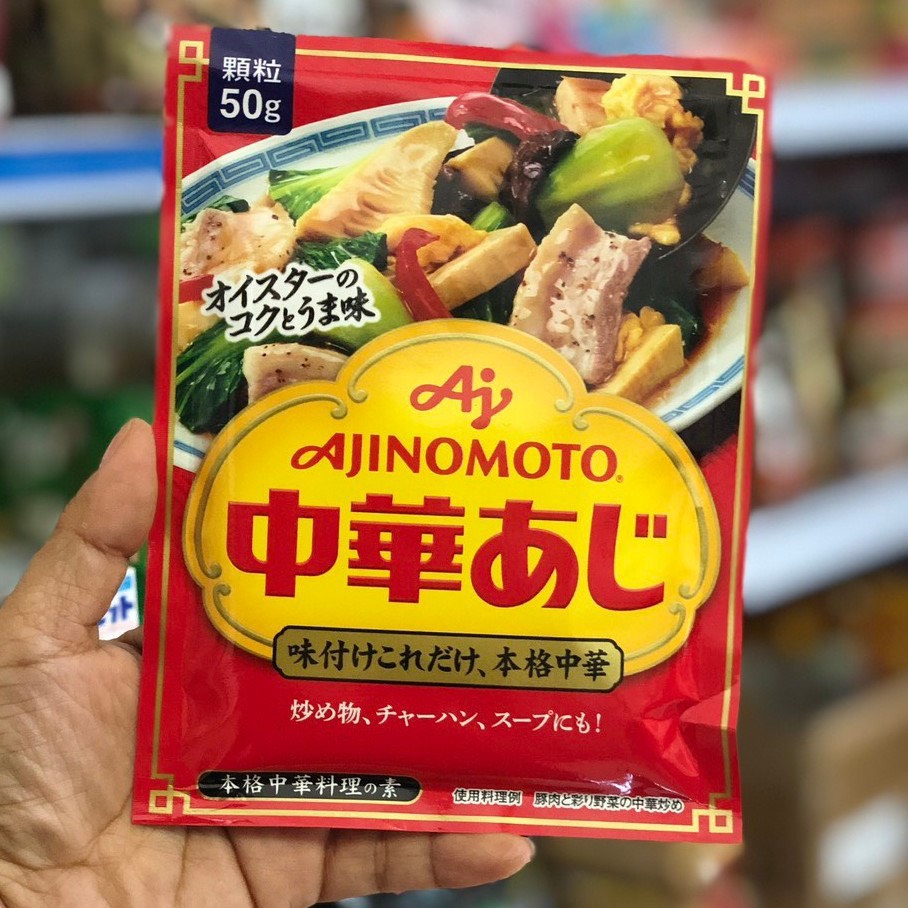 顆粒
50g
オイスターの
コクとうま味
Aj
AJINOMOTO®
中華あじ
味付けこれだけ、本格中華
炒め物、チャーハン、スープにも!
本格中華料理の素
使用料理例 豚肉と彩り野菜の中華炒め